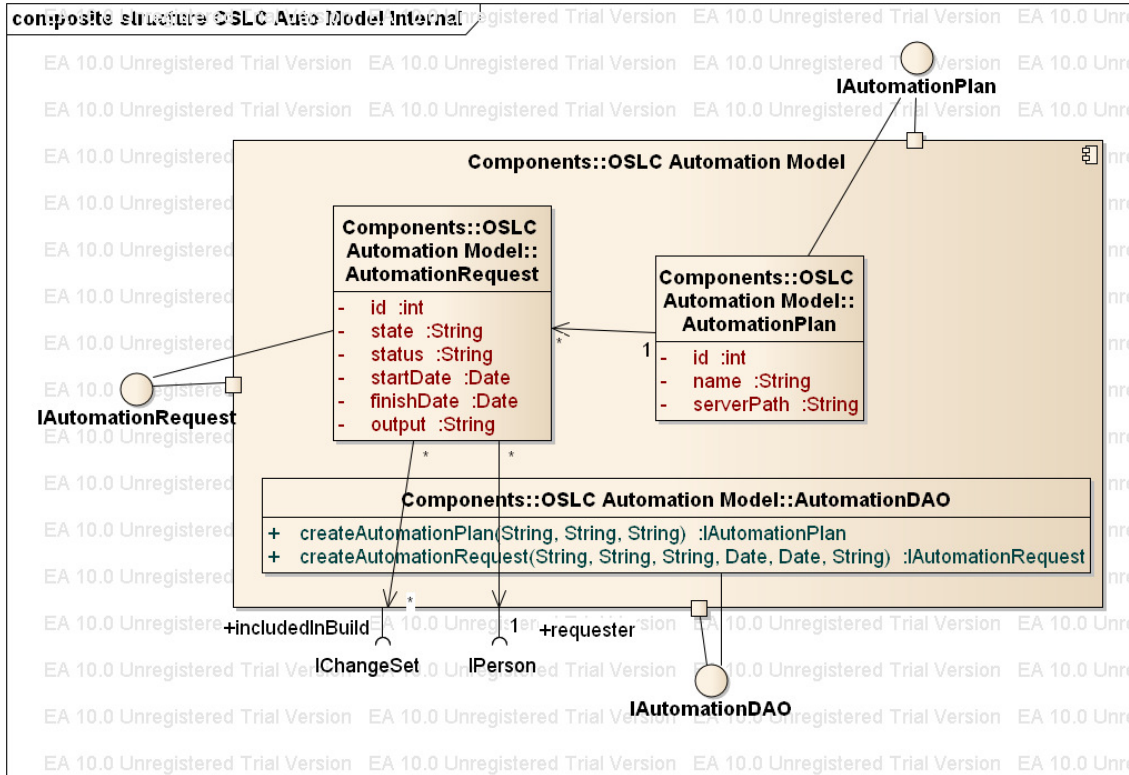 composite structure OSLC Auto Model Internal
IAutomationPlan
Components::OSLC Automation Model
Components::OSLC
Automation Model::
AutomationRequest
- id :int
- state :String
- status :String
- startDate :Date
- finishDate :Date
- output :String
Components::OSLC
Automation Model::
AutomationPlan
- id :int
- name :String
- serverPath :String
*
1
IAutomationRequest
*
*
Components::OSLC Automation Model::AutomationDAO
+ createAutomationPlan(String, String, String) :IAutomationPlan
+ createAutomationRequest(String, String, String, Date, Date, String) :IAutomationRequest
*
+includedInBuild
1
+requester
IChangeSet
IPerson
IAutomationDAO
EA 10.0 Unregistered Trial Version